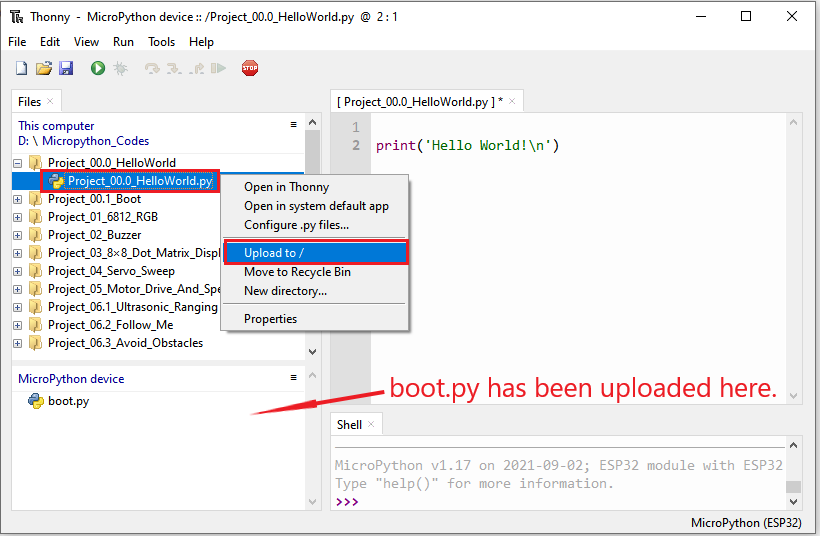 Thonny - MicroPython device :: /Project_00.0_HelloWorld.py @ 2 : 1
File Edit View Run Tools Help
STOP
Files
[ Project_00.0_HelloWorld.py ] *
This computer
D: \ Micropython_Codes
1
Project_00.0_HelloWorld
2 print('Hello World!\n')
Project_00.0_HelloWorld.py
Project_00.1_Boot
Project_01_6812_RGB
Project_02_Buzzer
Project_03_8×8_Dot_Matrix_Displ
Project_04_Servo_Sweep
Project_05_Motor_Drive_And_Spe
Project_06.1_Ultrasonic_Ranging
Project_06.2_Follow_Me
Project_06.3_Avoid_Obstacles
Open in Thonny
Open in system default app
Configure .py files...
Upload to /
Move to Recycle Bin
New directory...
Properties
MicroPython device
boot.py
boot.py has been uploaded here.
Shell
MicroPython v1.17 on 2021-09-02; ESP32 module with ESP32
Type "help()" for more information.
>>>
MicroPython (ESP32)